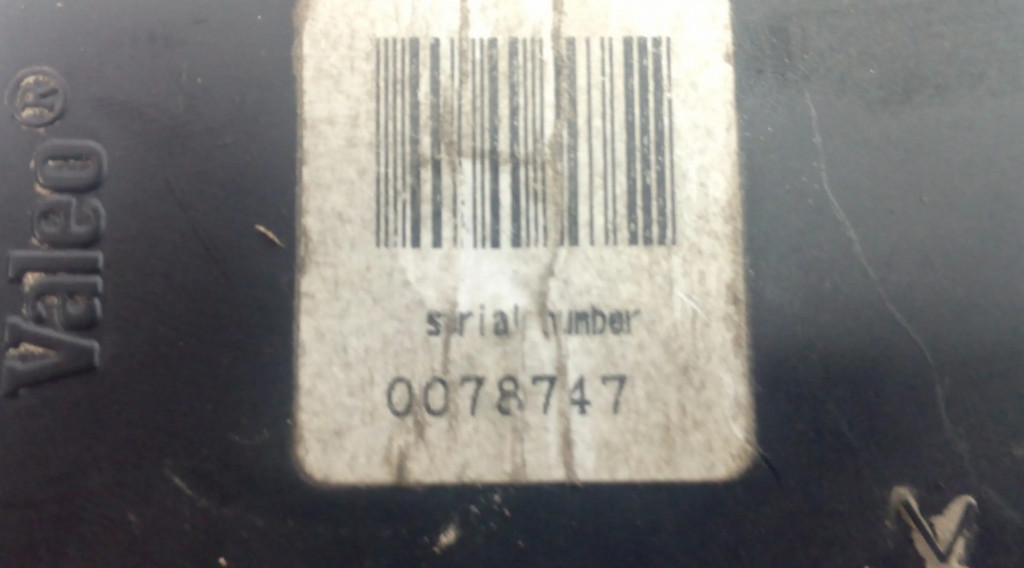 Valeo®
serial number
0078747
V